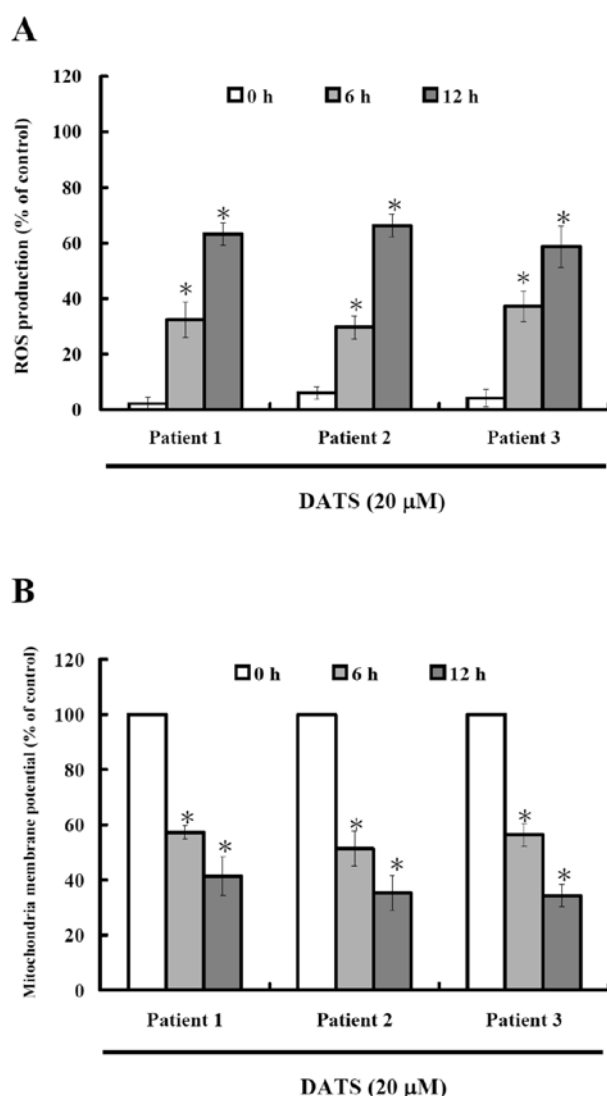 A
ROS production (% of control)
120
100
80
60
40
20
0
0 h 6 h 12 h
* * *
* * *
Patient 1 Patient 2 Patient 3
DATS (20 μM)
B
Mitochondria membrane potential (% of control)
120
100
80
60
40
20
0
0 h 6 h 12 h
* * *
* * *
Patient 1 Patient 2 Patient 3
DATS (20 μM)